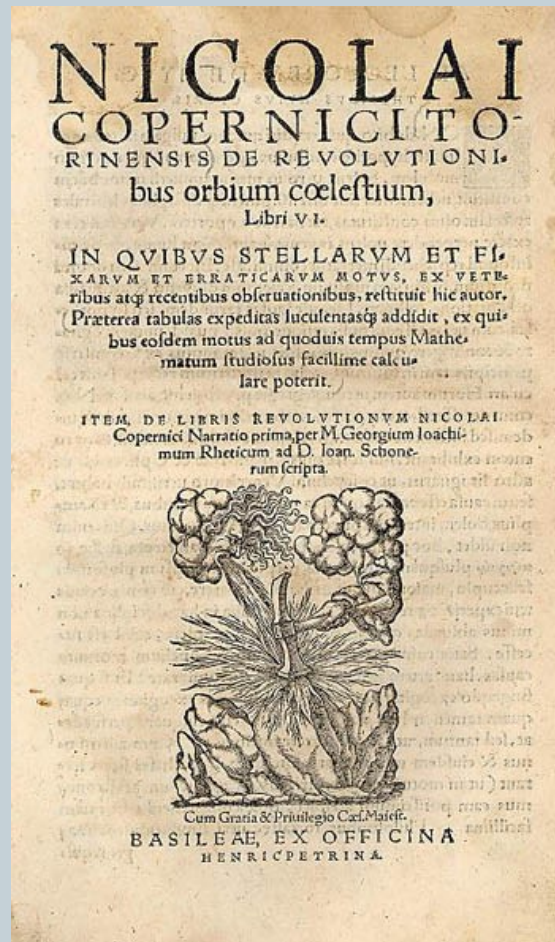 NICOLAI
COPERNICI TO-
RINENSIS DE REVOLVTIONI-
bus orbium cœlestium,
Libri VI.
IN QVIBVS STELLARVM ET FI-
XARVM ET ERRATICARVM MOTVS, EX VETE-
ribus atq; recentibus obseruationibus, restituit hic autor.
Præterea tabulas expeditas luculentasq; addidit, ex qui-
bus eosdem motus ad quoduis tempus Mathe-
matum studiosus facillime calcu-
lare poterit.
ITEM, DE LIBRIS REVOLVTIONVM NICOLAI
Copernici Narratio prima, per M. Georgium Ioachi-
mum Rheticum ad D. Ioan. Schone-
rum scripta.
Cum Gratia & Priuilegio Cæs. Maiest.
BASILEAE, EX OFFICINA
HENRICPETRINA.